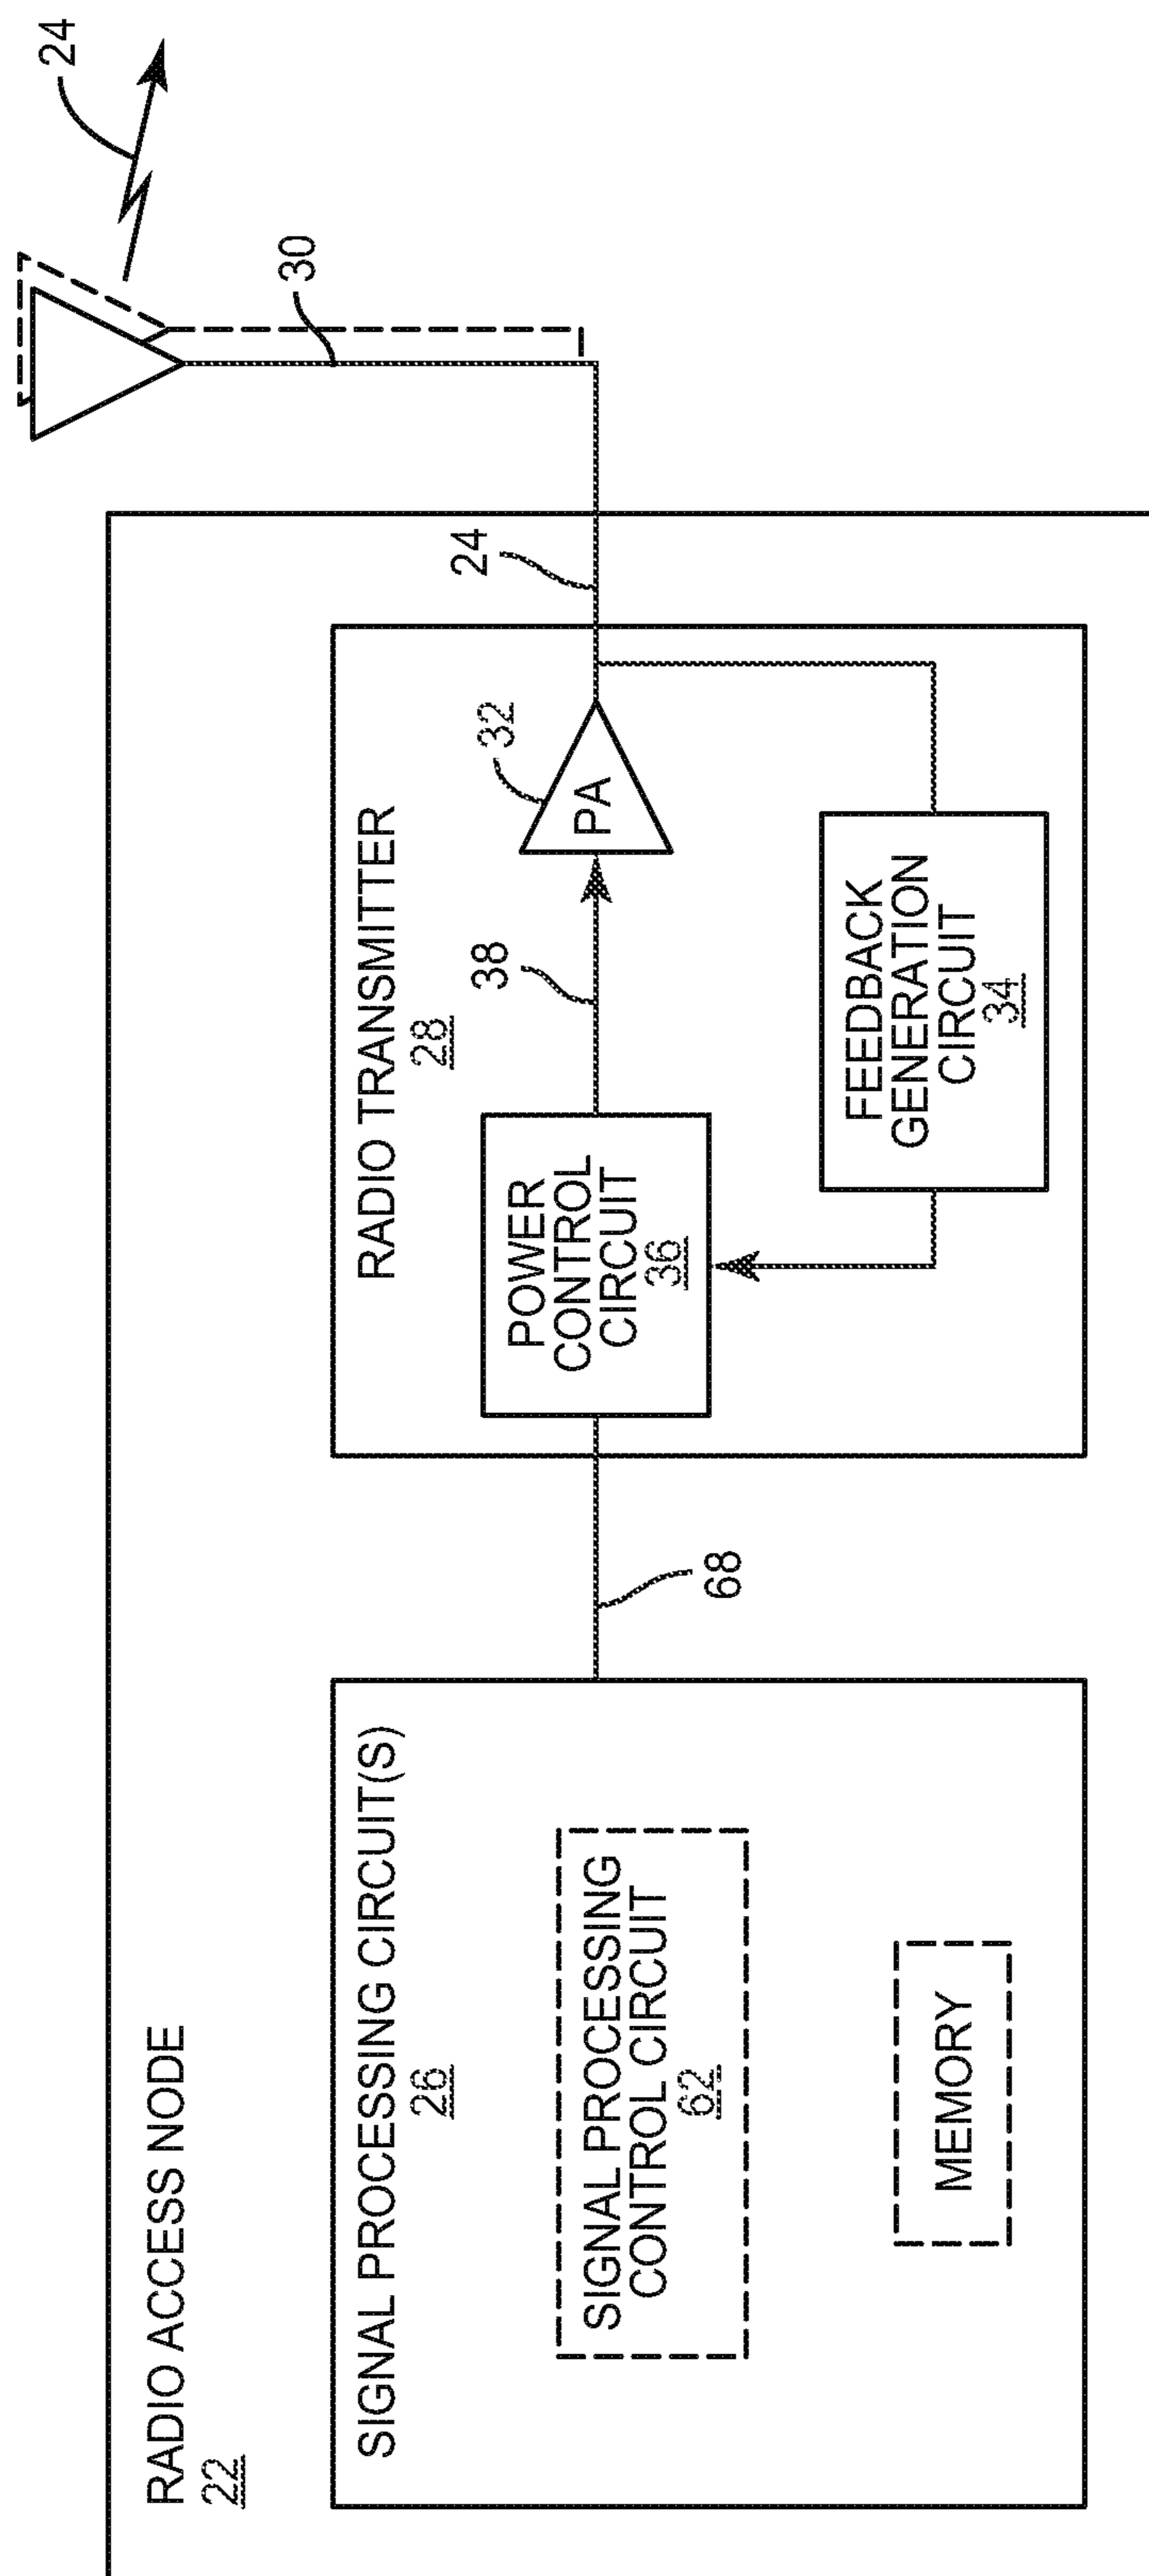 RADIO ACCESS NODE
22
SIGNAL PROCESSING CIRCUIT(S)
26
SIGNAL PROCESSING
CONTROL CIRCUIT
62
MEMORY
68
RADIO TRANSMITTER
28
POWER
CONTROL
CIRCUIT
36
38
32
PA
FEEDBACK
GENERATION
CIRCUIT
34
24
30
24